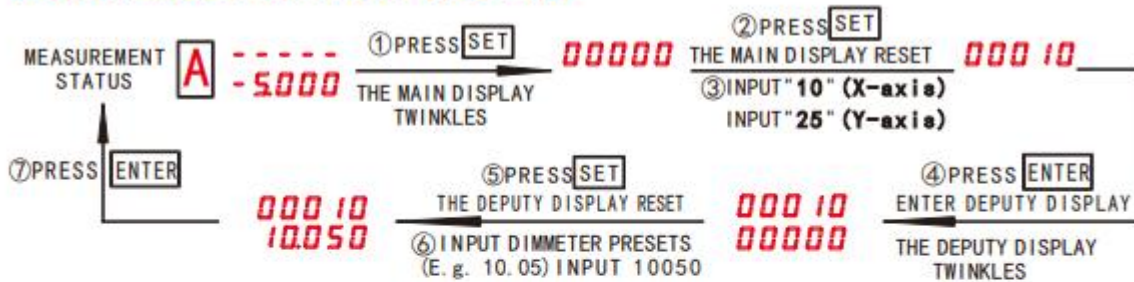 MEASUREMENT STATUS A - - - - -
-5.000
①PRESS SET
THE MAIN DISPLAY TWINKLES
00000
②PRESS SET
THE MAIN DISPLAY RESET
③INPUT"10" (X-axis)
INPUT"25" (Y-axis)
00010
④PRESS ENTER
ENTER DEPUTY DISPLAY
THE DEPUTY DISPLAY TWINKLES
00010
00000
⑤PRESS SET
THE DEPUTY DISPLAY RESET
⑥INPUT DIMMETER PRESETS
(E.g. 10.05) INPUT 10050
00010
10.050
⑦PRESS ENTER